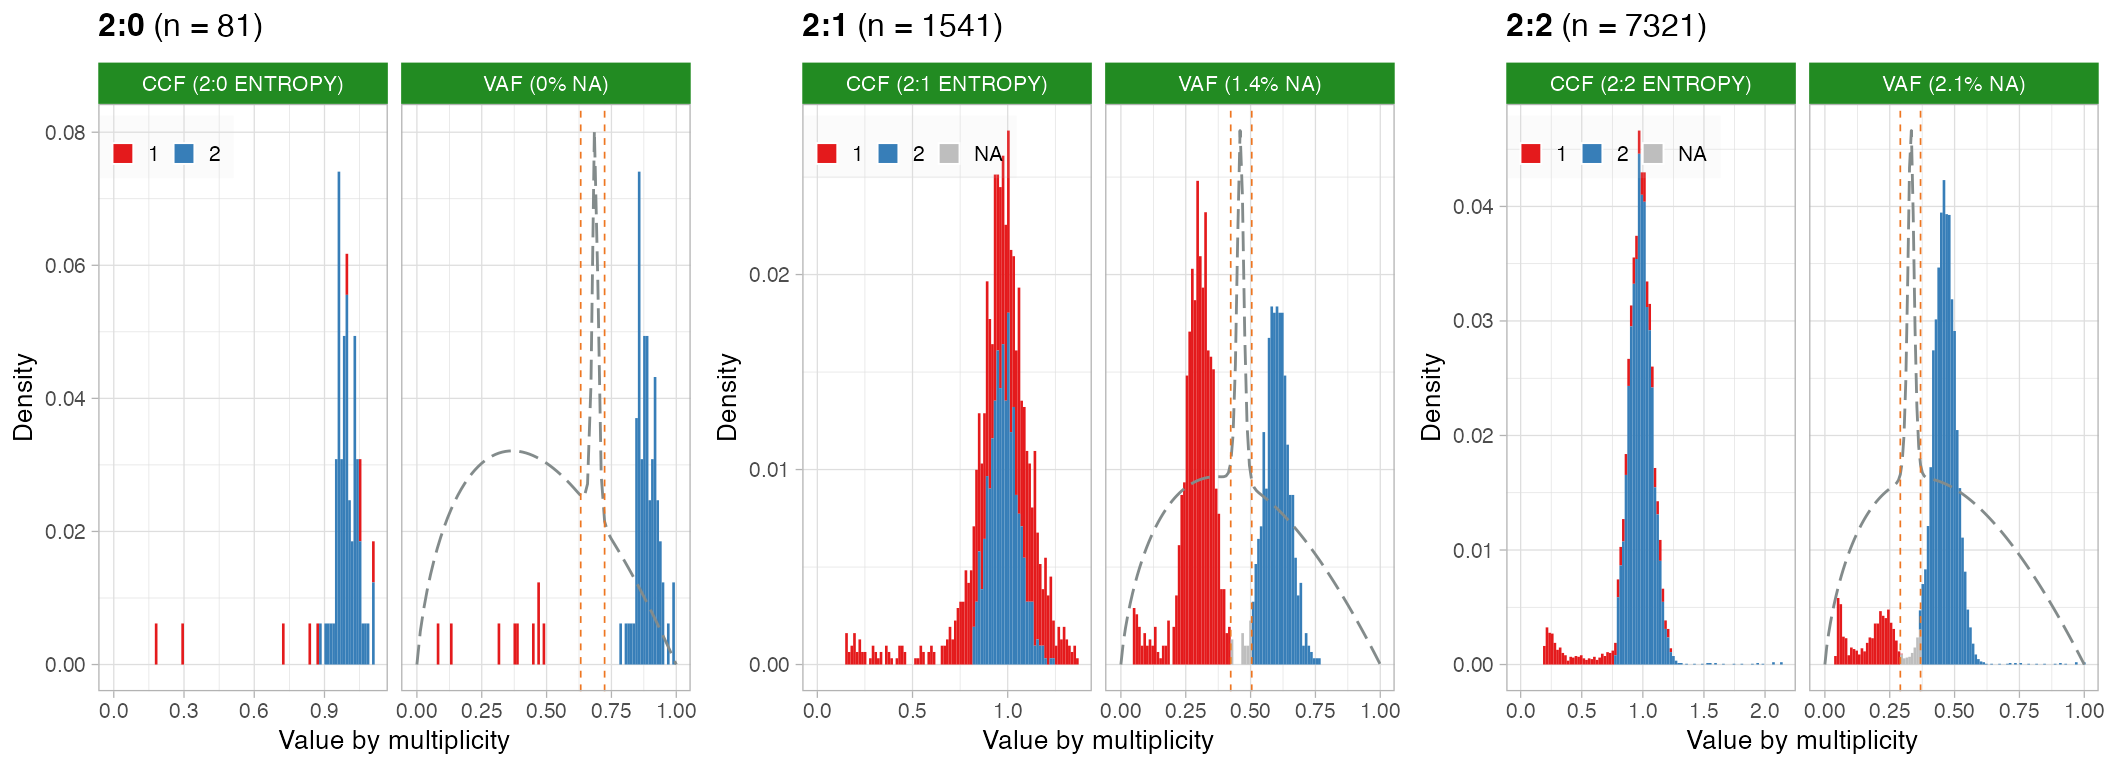 2:0 (n = 81)
CCF (2:0 ENTROPY)
VAF (0% NA)
1
2
Density
0.08
0.06
0.04
0.02
0.00
0.0
0.3
0.6
0.9
0.00
0.25
0.50
0.75
1.00
Value by multiplicity
2:1 (n = 1541)
CCF (2:1 ENTROPY)
VAF (1.4% NA)
1
2
NA
Density
0.02
0.01
0.00
0.0
0.5
1.0
0.00
0.25
0.50
0.75
1.00
Value by multiplicity
2:2 (n = 7321)
CCF (2:2 ENTROPY)
VAF (2.1% NA)
1
2
NA
Density
0.04
0.03
0.02
0.01
0.00
0.0
0.5
1.0
1.5
2.0
0.00
0.25
0.50
0.75
1.00
Value by multiplicity